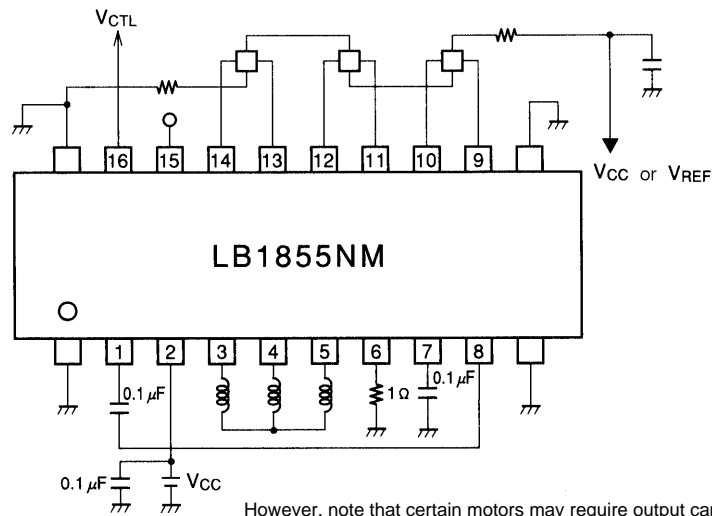 VCTL
16 15 14 13 12 11 10 9
VCC or VREF
LB1855NM
1 2 3 4 5 6 7 8
0.1 μF
1 Ω
0.1 μF
0.1 μF
VCC
However, note that certain motors may require output cap